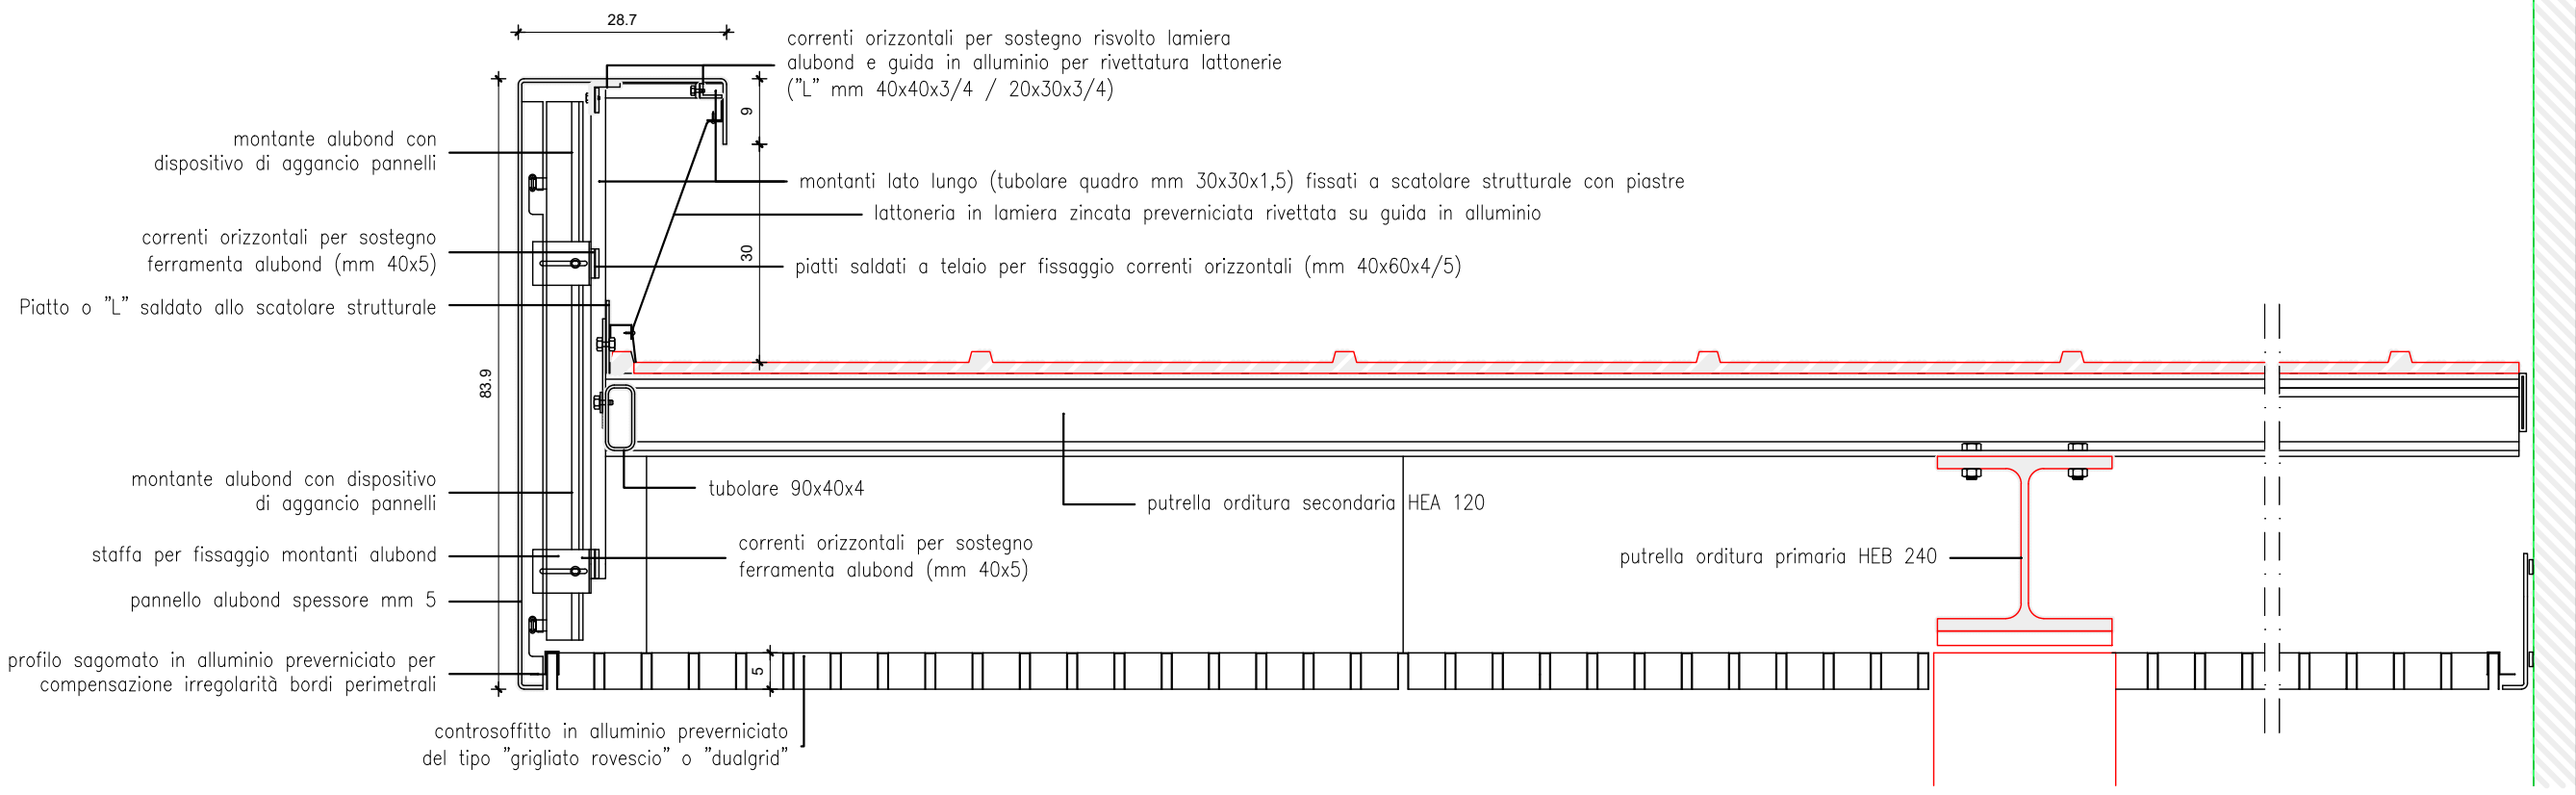 28.7
correnti orizzontali per sostegno risvolto lamiera
alubond e guida in alluminio per rivettatura lattonerie
("L" mm 40x40x3/4 / 20x30x3/4)
9
montante alubond con
dispositivo di aggancio pannelli
montanti lato lungo (tubolare quadro mm 30x30x1,5) fissati a scatolare strutturale con piastre
lattoneria in lamiera zincata preverniciata rivettata su guida in alluminio
correnti orizzontali per sostegno
ferramenta alubond (mm 40x5)
30
piatti saldati a telaio per fissaggio correnti orizzontali (mm 40x60x4/5)
Piatto o "L" saldato allo scatolare strutturale
83.9
montante alubond con dispositivo
di aggancio pannelli
tubolare 90x40x4
putrella orditura secondaria HEA 120
staffa per fissaggio montanti alubond
correnti orizzontali per sostegno
ferramenta alubond (mm 40x5)
putrella orditura primaria HEB 240
pannello alubond spessore mm 5
profilo sagomato in alluminio preverniciato per
compensazione irregolarità bordi perimetrali
5
controsoffitto in alluminio preverniciato
del tipo "grigliato rovescio" o "dualgrid"